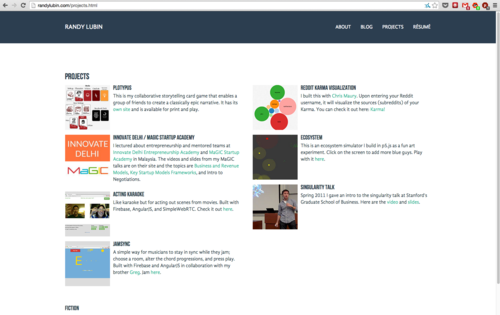 randylubin.com/projects.html
RANDY LUBIN
ABOUT
BLOG
PROJECTS
RÉSUMÉ
PROJECTS
PLOTYPUS
This is my collaborative storytelling card game that enables a
group of friends to create a classically epic narrative. It has its
own site and is available for print and play.
INNOVATE
DELHI
MaGIC
INNOVATE DELHI / MAGIC STARTUP ACADEMY
I lectured about entrepreneurship and mentored teams at
Innovate Delhi Entrepreneurship Academy and MaGIC Startup
Academy in Malaysia. The videos and slides from my MaGIC
talks are on their site and the topics are Business and Revenue
Models, Key Startup Models Frameworks, and Intro to
Negotiations.
ACTING KARAOKE
Like karaoke but for acting out scenes from movies. Built with
Firebase, AngularJS, and SimpleWebRTC. Check it out here.
E
JAMSYNC
A simple way for musicians to stay in sync while they jam;
choose a room, alter the chord progressions, and press play.
Built with Firebase and AngularJS in collaboration with my
brother Greg. Jam here.
REDDIT KARMA VISUALIZATION
I built this with Chris Maury. Upon entering your Reddit
username, it will visualize the sources (subreddits) of your
Karma. You can check it out here: Karma!
ECOSYSTEM
This is an ecosystem simulator I build in p5.js as a fun art
experiment. Click on the screen to add more blue guys. Play
with it here.
SINGULARITY TALK
Spring 2011 I gave an intro to the singularity talk at Stanford's
Graduate School of Business. Here are the video and slides.
FICTION